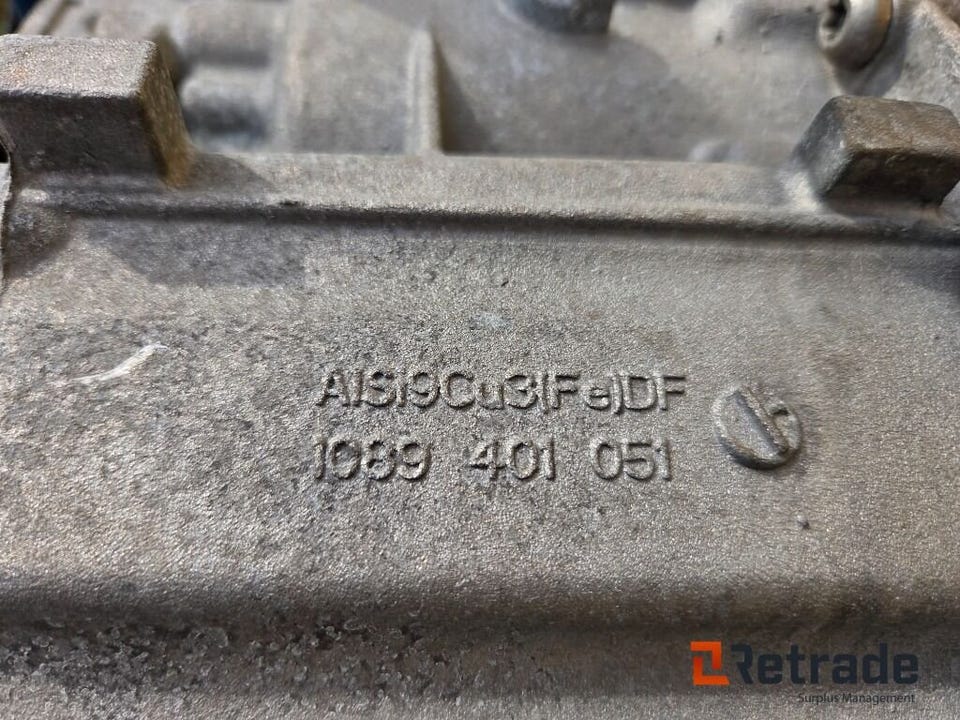 AlSi9Cu3(Fe)DF
1089 401 051
Retrade
Surplus Management